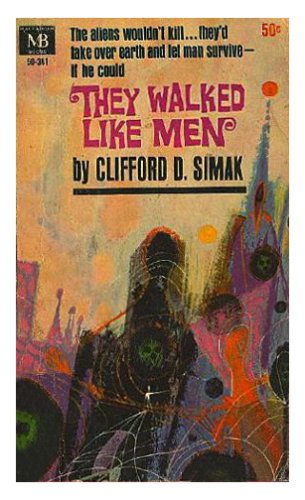 MB
50-341
The aliens wouldn't kill...they'd
50¢
take over earth and let man survive—
if he could
THEY WALKED
LIKE MEN
by CLIFFORD D. SIMAK